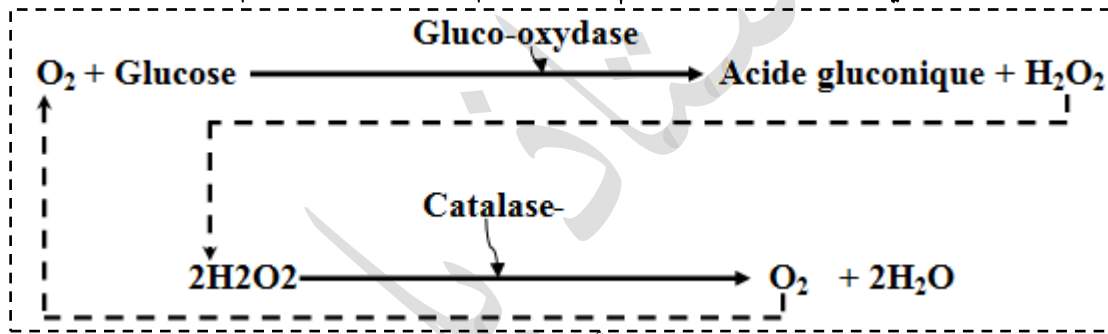 Gluco-oxydase
O₂ + Glucose Acide gluconique + H₂O₂
Catalase-
2H2O2 O₂ + 2H₂O